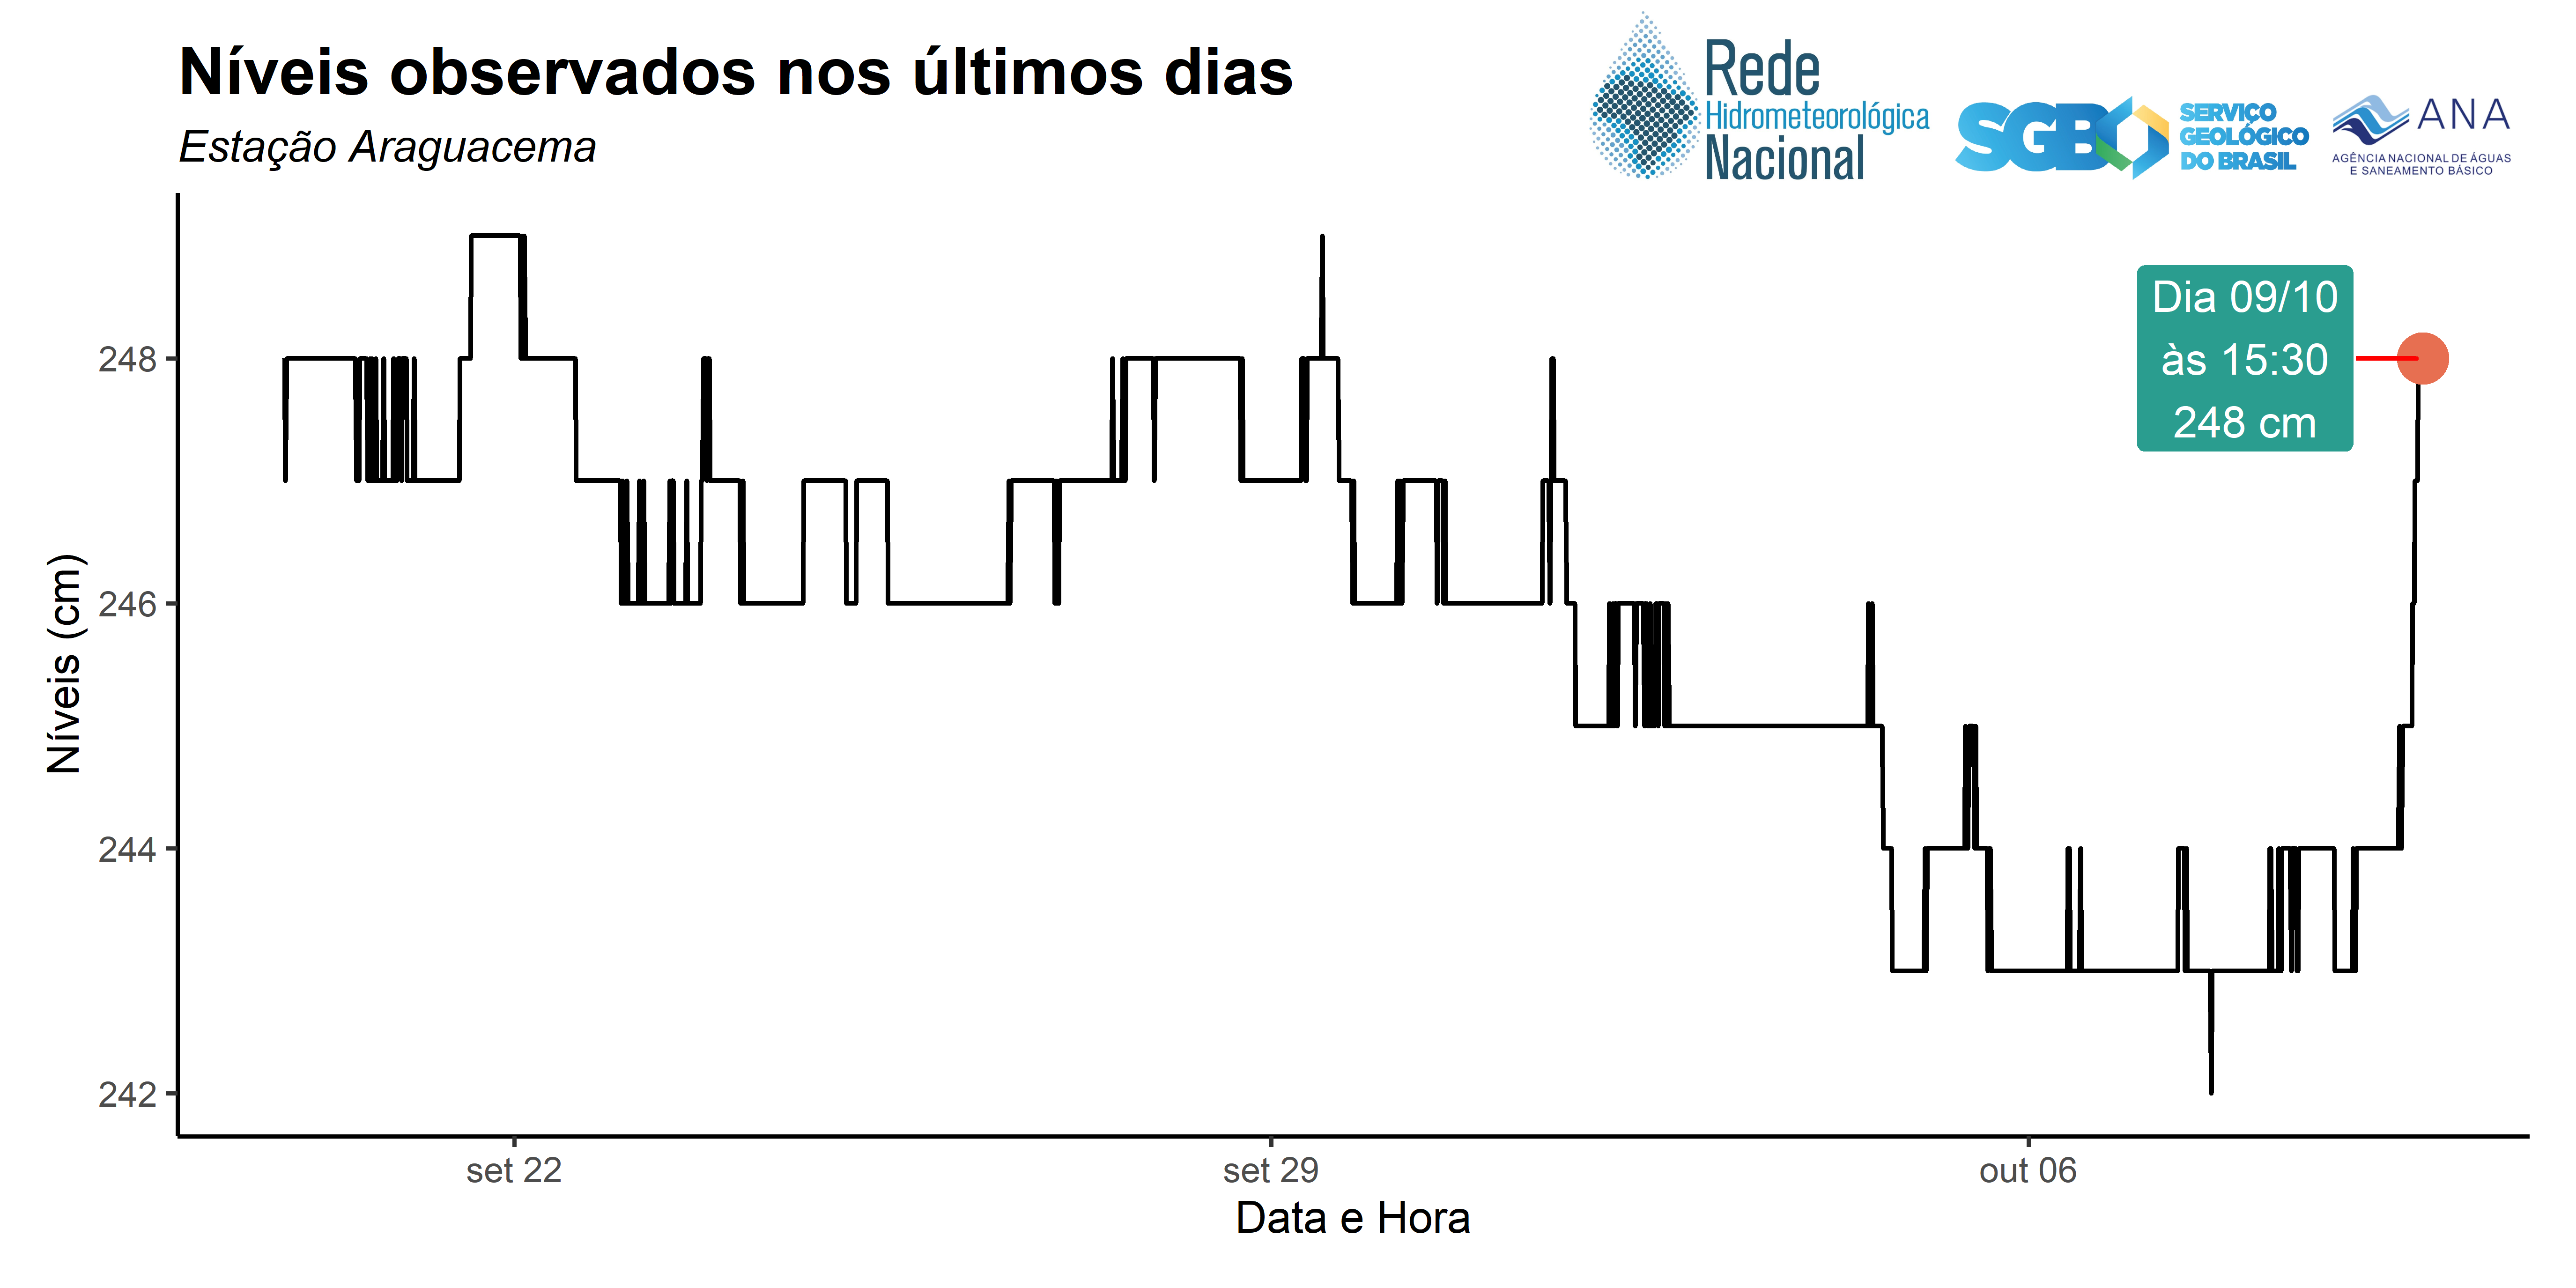 Níveis observados nos últimos dias
Estação Araguacema
Rede
Hidrometeorológica
Nacional
SGB
SERVIÇO
GEOLÓGICO
DO BRASIL
ANA
AGÊNCIA NACIONAL DE ÁGUAS
E SANEAMENTO BÁSICO
Dia 09/10
às 15:30
248 cm
Níveis (cm)
248
246
244
242
set 22
set 29
out 06
Data e Hora